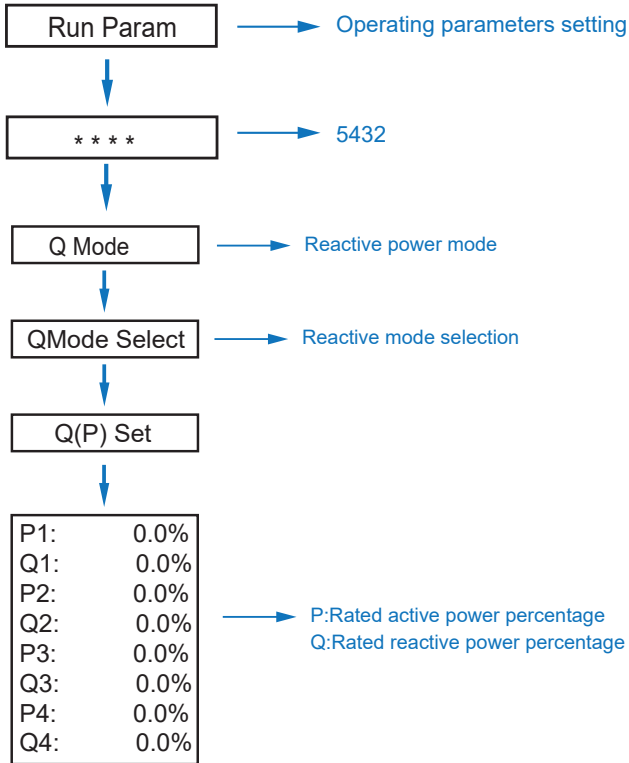 Run Param
Operating parameters setting
* * * *
5432
Q Mode
Reactive power mode
QMode Select
Reactive mode selection
Q(P) Set
P1: 0.0%
Q1: 0.0%
P2: 0.0%
Q2: 0.0%
P3: 0.0%
Q3: 0.0%
P4: 0.0%
Q4: 0.0%
P:Rated active power percentage
Q:Rated reactive power percentage